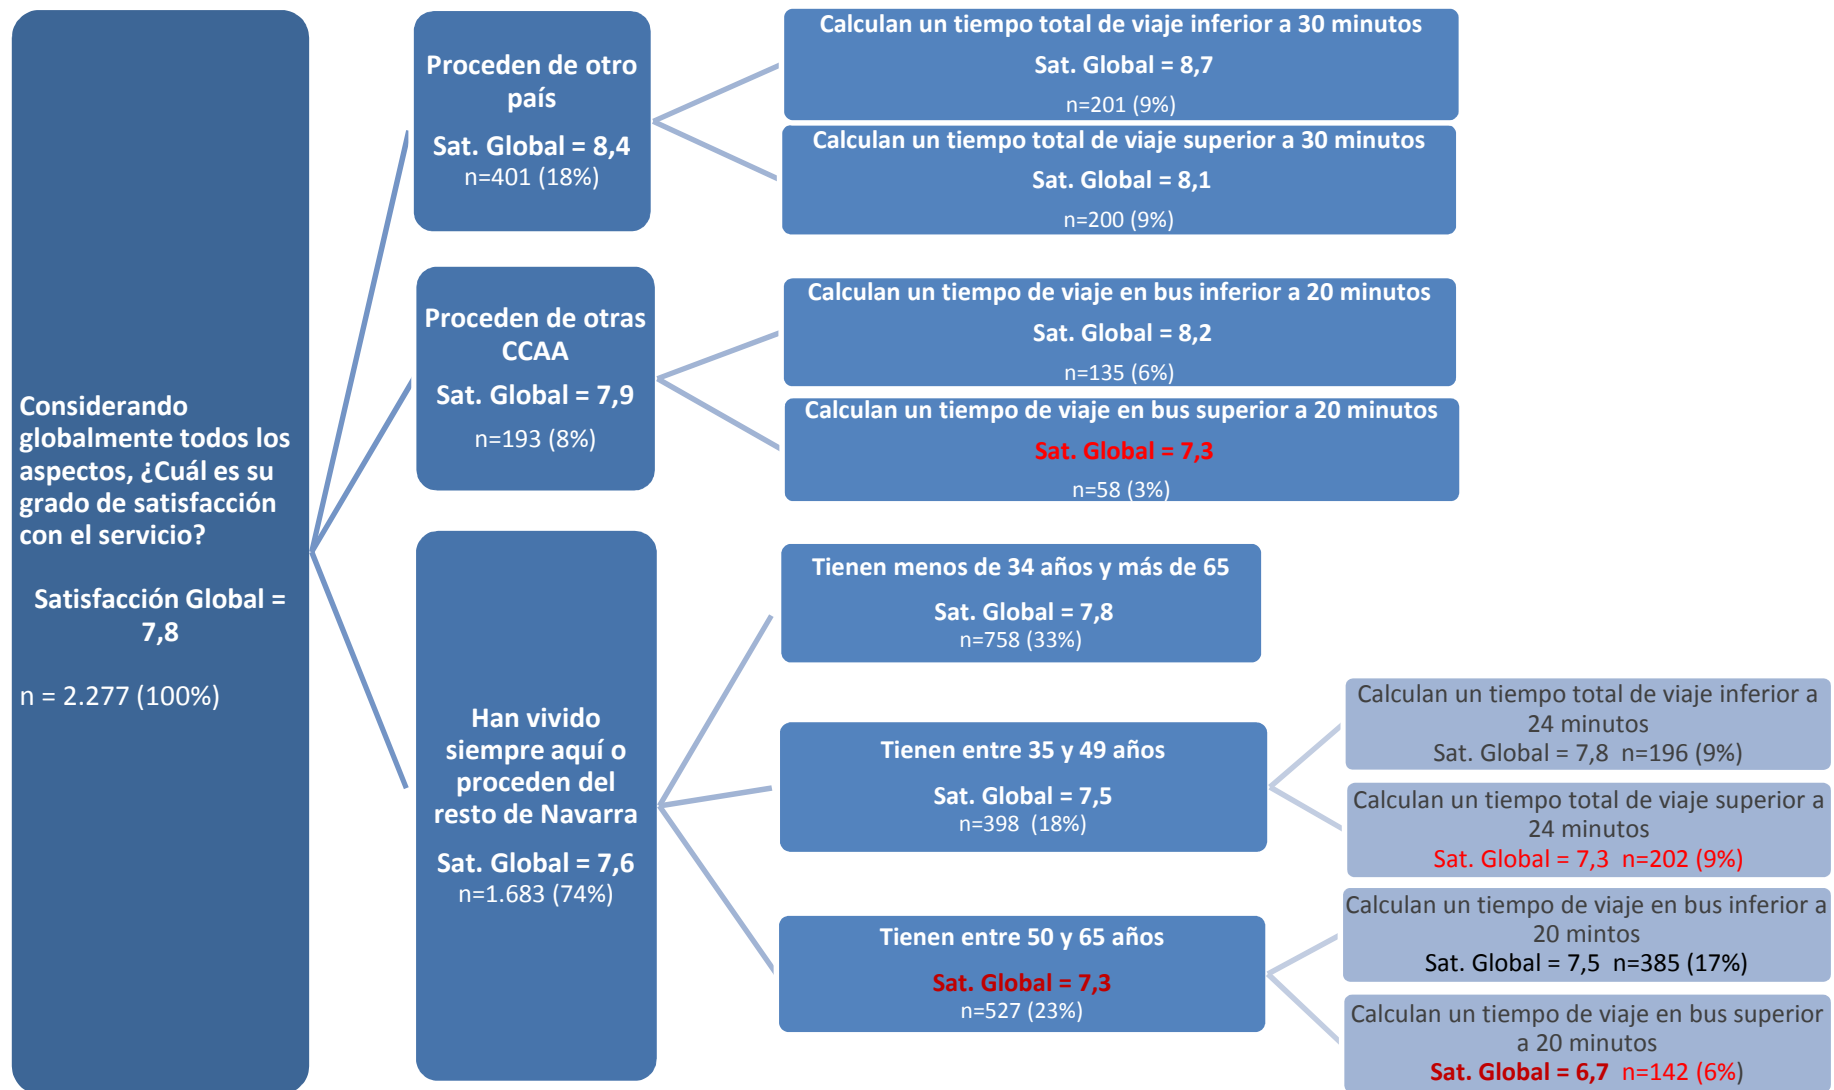 Considerando
globalmente todos los
aspectos, ¿Cuál es su
grado de satisfacción
con el servicio?
Satisfacción Global =
7,8
n = 2.277 (100%)
Proceden de otro
país
Sat. Global = 8,4
n=401 (18%)
Calculan un tiempo total de viaje inferior a 30 minutos
Sat. Global = 8,7
n=201 (9%)
Calculan un tiempo total de viaje superior a 30 minutos
Sat. Global = 8,1
n=200 (9%)
Proceden de otras
CCAA
Sat. Global = 7,9
n=193 (8%)
Calculan un tiempo de viaje en bus inferior a 20 minutos
Sat. Global = 8,2
n=135 (6%)
Calculan un tiempo de viaje en bus superior a 20 minutos
Sat. Global = 7,3
n=58 (3%)
Han vivido
siempre aquí o
proceden del
resto de Navarra
Sat. Global = 7,6
n=1.683 (74%)
Tienen menos de 34 años y más de 65
Sat. Global = 7,8
n=758 (33%)
Tienen entre 35 y 49 años
Sat. Global = 7,5
n=398 (18%)
Calculan un tiempo total de viaje inferior a
24 minutos
Sat. Global = 7,8 n=196 (9%)
Calculan un tiempo total de viaje superior a
24 minutos
Sat. Global = 7,3 n=202 (9%)
Tienen entre 50 y 65 años
Sat. Global = 7,3
n=527 (23%)
Calculan un tiempo de viaje en bus inferior a
20 mintos
Sat. Global = 7,5 n=385 (17%)
Calculan un tiempo de viaje en bus superior
a 20 minutos
Sat. Global = 6,7 n=142 (6%)